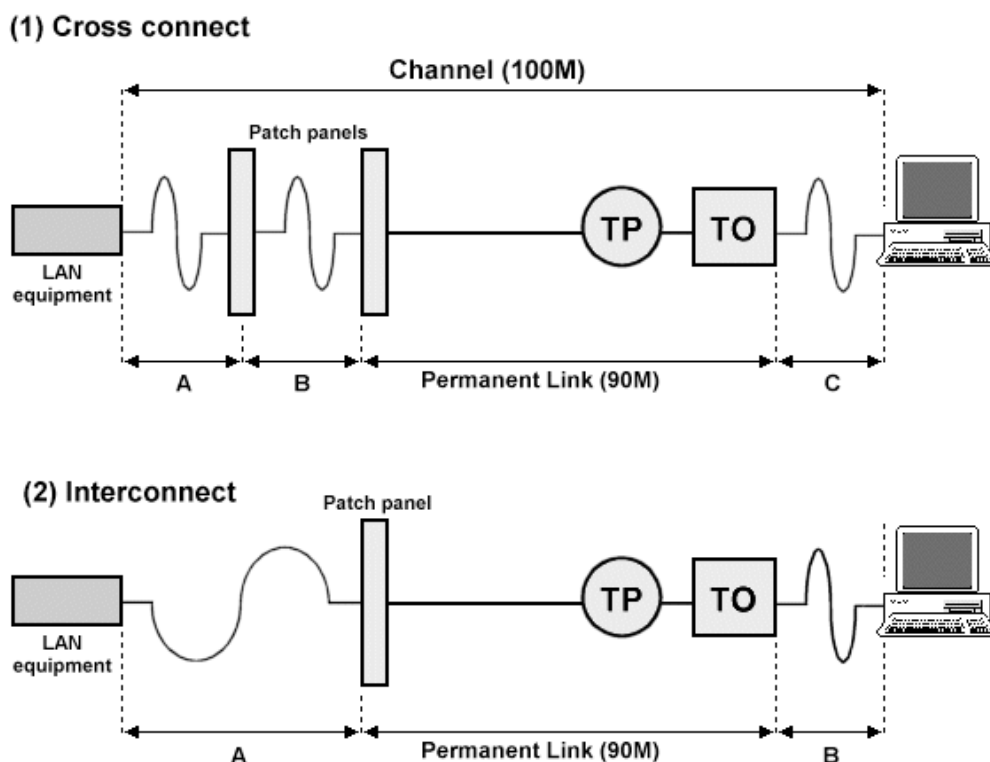 (1) Cross connect
Channel (100M)
Patch panels
TP
TO
LAN
equipment
A
B
Permanent Link (90M)
C
(2) Interconnect
Patch panel
TP
TO
LAN
equipment
A
Permanent Link (90M)
B